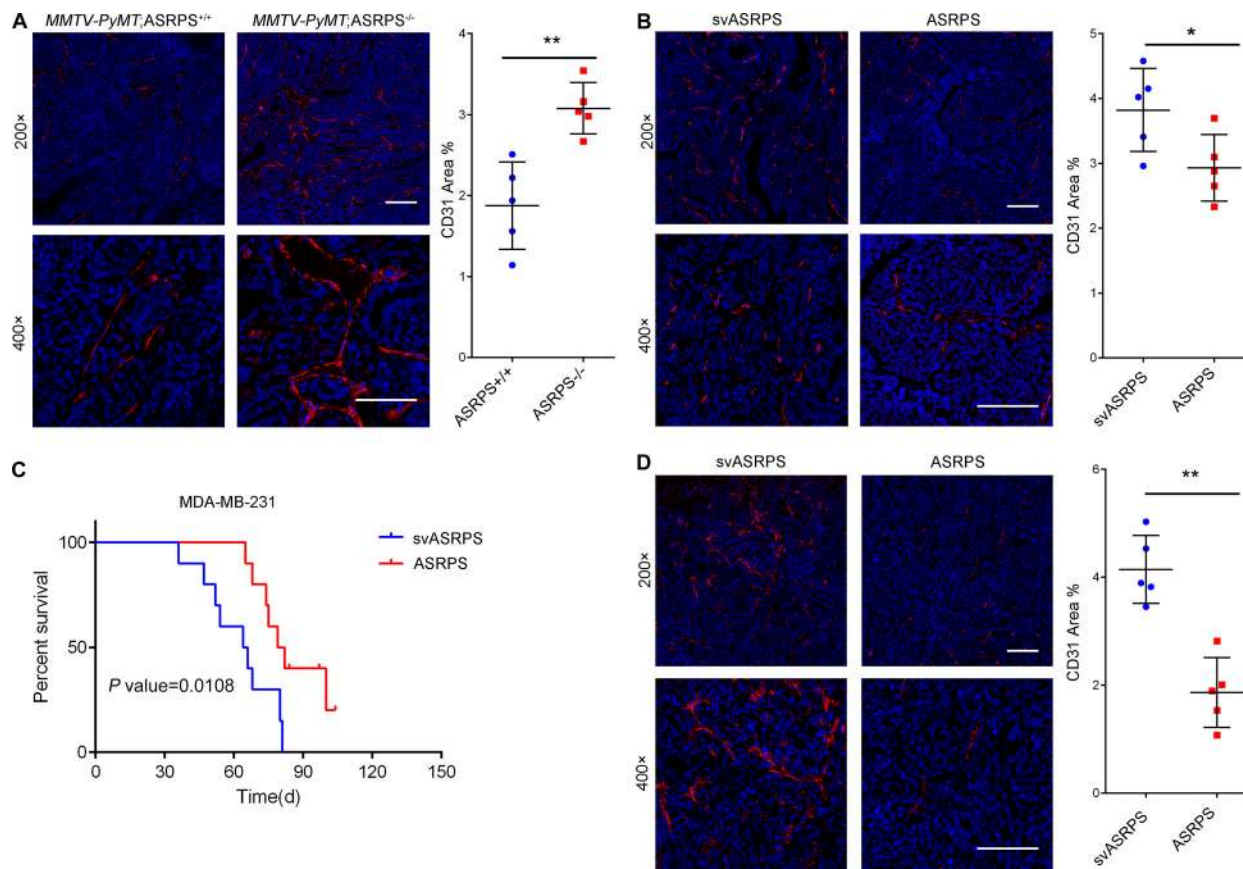 A
MMTV-PyMT;ASRPS+/+
MMTV-PyMT;ASRPS-/-
200×
400×
CD31 Area %
4
3
2
1
0
**
ASRPS+/+
ASRPS-/-
B
svASRPS
ASRPS
200×
400×
CD31 Area %
5
4
3
2
1
0
*
svASRPS
ASRPS
C
MDA-MB-231
svASRPS
ASRPS
Percent survival
100
50
0
P value=0.0108
0 30 60 90 120 150
Time(d)
D
svASRPS
ASRPS
200×
400×
CD31 Area %
6
4
2
0
**
svASRPS
ASRPS